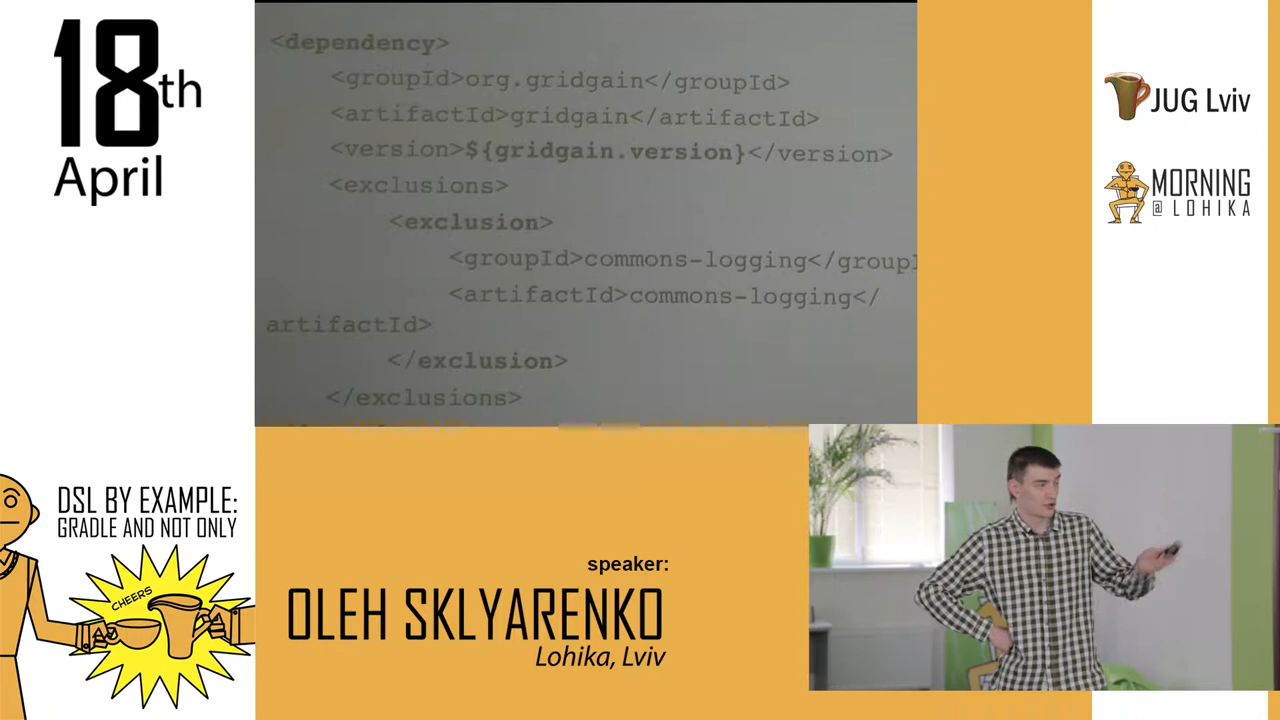 18th
April
<dependency>
<groupId>org.gridgain</groupId>
<artifactId>gridgain</artifactId>
<version>${gridgain.version}</version>
<exclusions>
<exclusion>
<groupId>commons-logging</groupI
<artifactId>commons-logging</
artifactId>
</exclusion>
</exclusions>
JUG Lviv
MORNING
@ LOHIKA
DSL BY EXAMPLE:
GRADLE AND NOT ONLY
CHEERS
speaker:
OLEH SKLYARENKO
Lohika, Lviv